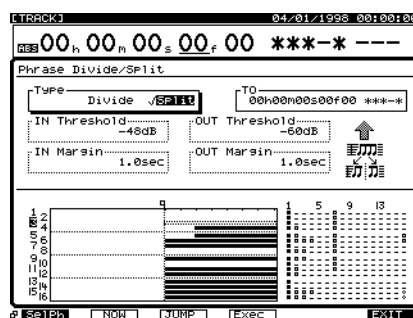 [TRACK] 04/01/1998 00:00:00
ABS 00h 00m 00s 00f 00 ***-* ---
Phrase Divide/Split
Type TO
Divide √Split 00h00m00s00f00 ***-*
IN Threshold OUT Threshold
-48dB -60dB
IN Margin OUT Margin
1.0sec 1.0sec
1 5 9 13
1
2
3
4
5
6
7
8
9
10
11
12
13
14
15
16
SelPh NOW JUMP Exec EXIT